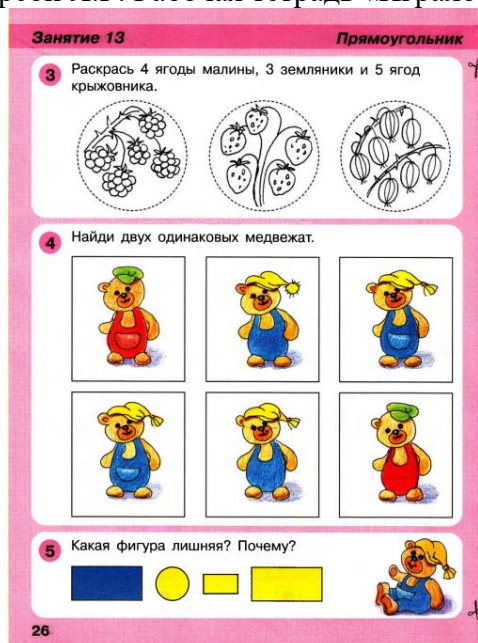 Занятие 13
Прямоугольник
3 Раскрась 4 ягоды малины, 3 земляники и 5 ягод
крыжовника.
4 Найди двух одинаковых медвежат.
5 Какая фигура лишняя? Почему?
26